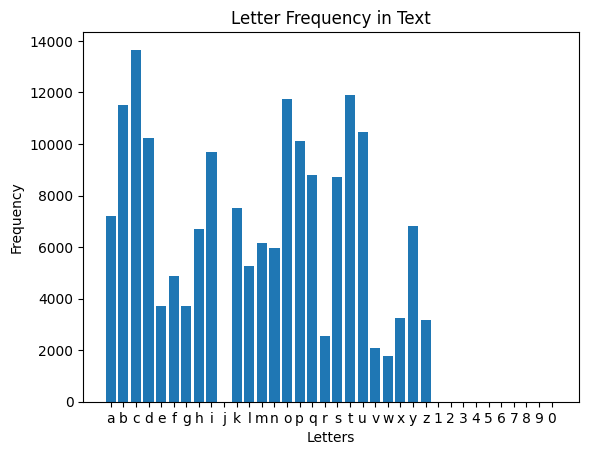 Letter Frequency in Text
14000
12000
10000
8000
6000
4000
2000
0
Frequency
a b c d e f g h i j k l m n o p q r s t u v w x y z 1 2 3 4 5 6 7 8 9 0
Letters